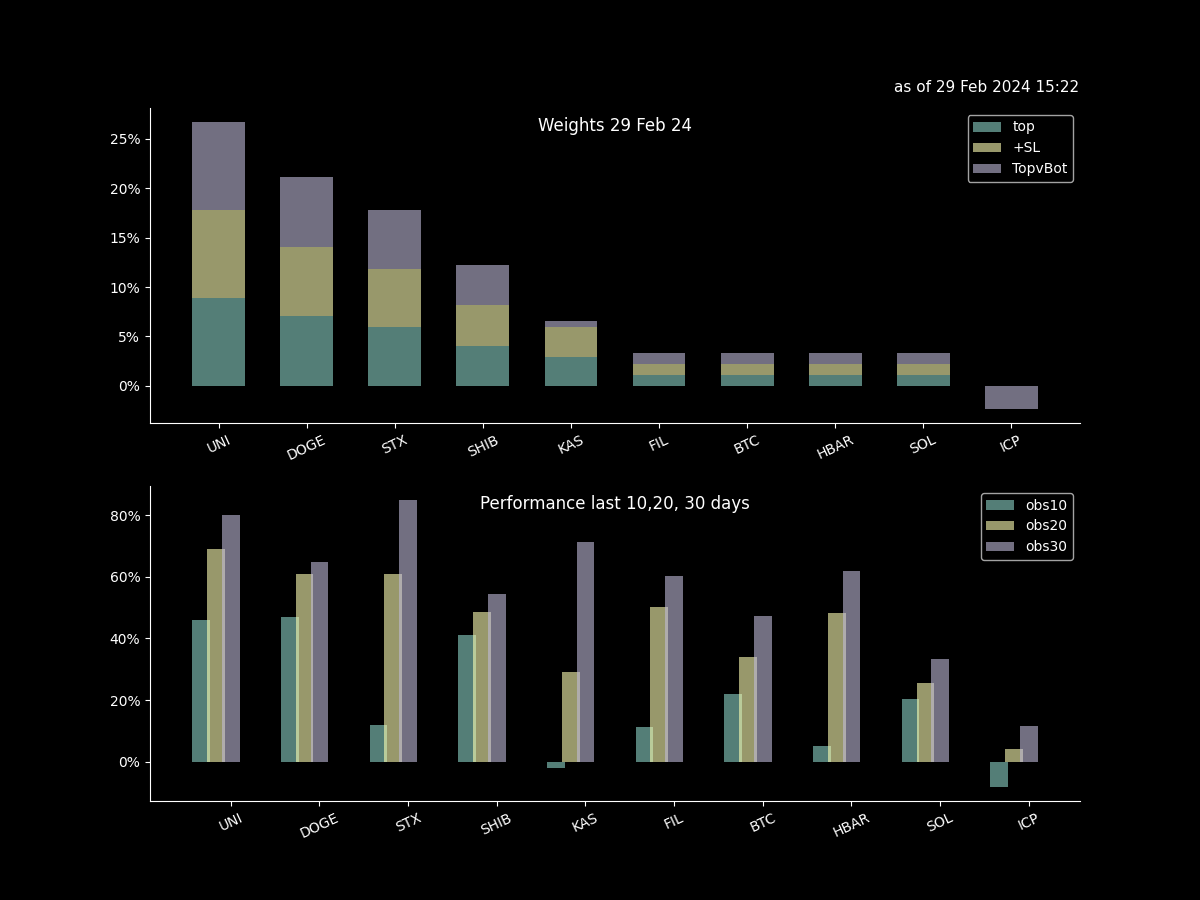 as of 29 Feb 2024 15:22
Weights 29 Feb 24
top
+SL
TopvBot
25%
20%
15%
10%
5%
0%
UNI DOGE STX SHIB KAS FIL BTC HBAR SOL ICP
Performance last 10,20, 30 days
obs10
obs20
obs30
80%
60%
40%
20%
0%
UNI DOGE STX SHIB KAS FIL BTC HBAR SOL ICP